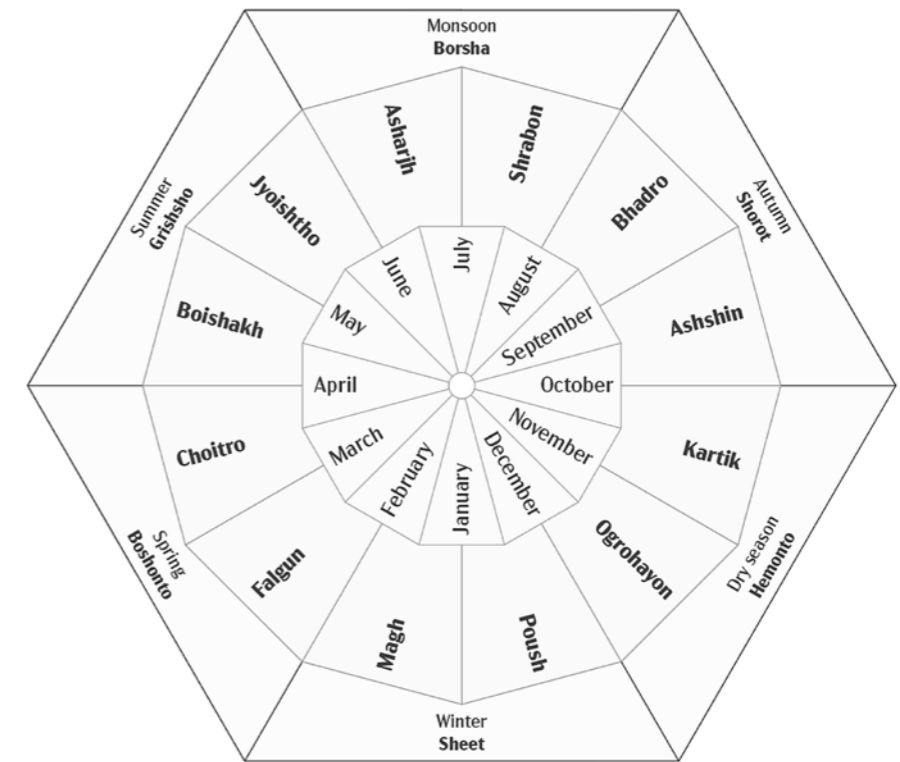 Monsoon
Borsha
Autumn
Shorot
Dry season
Hemonto
Winter
Sheet
Spring
Boshonto
Summer
Grishsho
Asharjh
Shrabon
Bhadro
Ashshin
Kartik
Ogrohayon
Poush
Magh
Falgun
Choitro
Boishakh
Jyoishtho
July
August
September
October
November
December
January
February
March
April
May
June